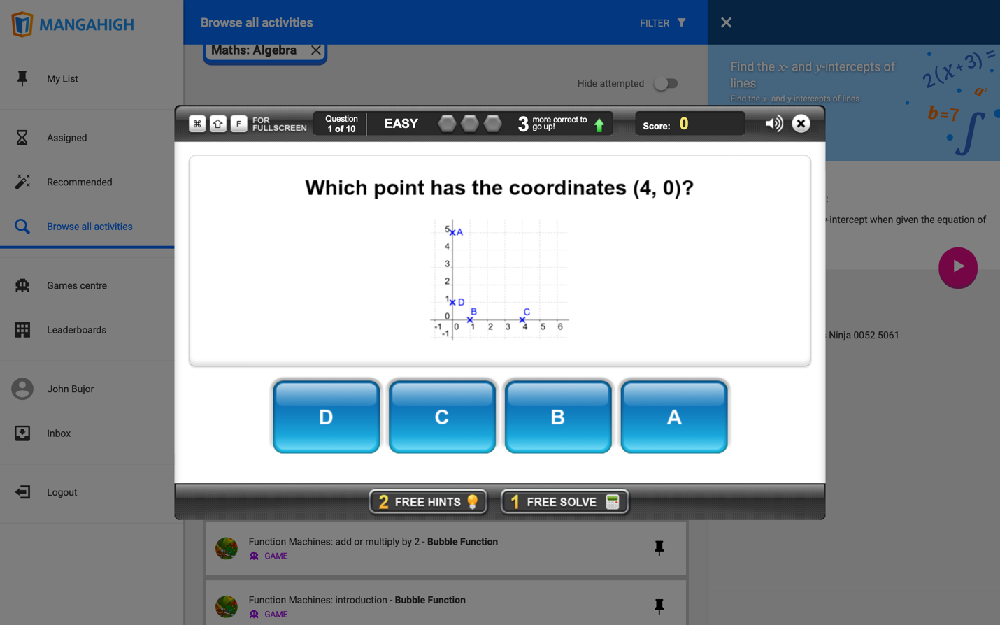 MANGAHIGH
My List
Assigned
Recommended
Browse all activities
Games centre
Leaderboards
John Bujor
Inbox
Logout
Browse all activities
FILTER
Maths: Algebra
Hide attempted
Find the x- and y-intercepts of
lines
Find the x- and y-intercepts of lines
2(x+3)=
a²
b=7
∫
:
-intercept when given the equation of
Ninja 0052 5061
⌘ F FOR
FULLSCREEN
Question
1 of 10
EASY
3 more correct to
go up!
Score: 0
Which point has the coordinates (4, 0)?
5 A
4
3
2
1 D
0 B C
-1 0 1 2 3 4 5 6
-1
D C B A
2 FREE HINTS
1 FREE SOLVE
Function Machines: add or multiply by 2 - Bubble Function
GAME
Function Machines: introduction - Bubble Function
GAME